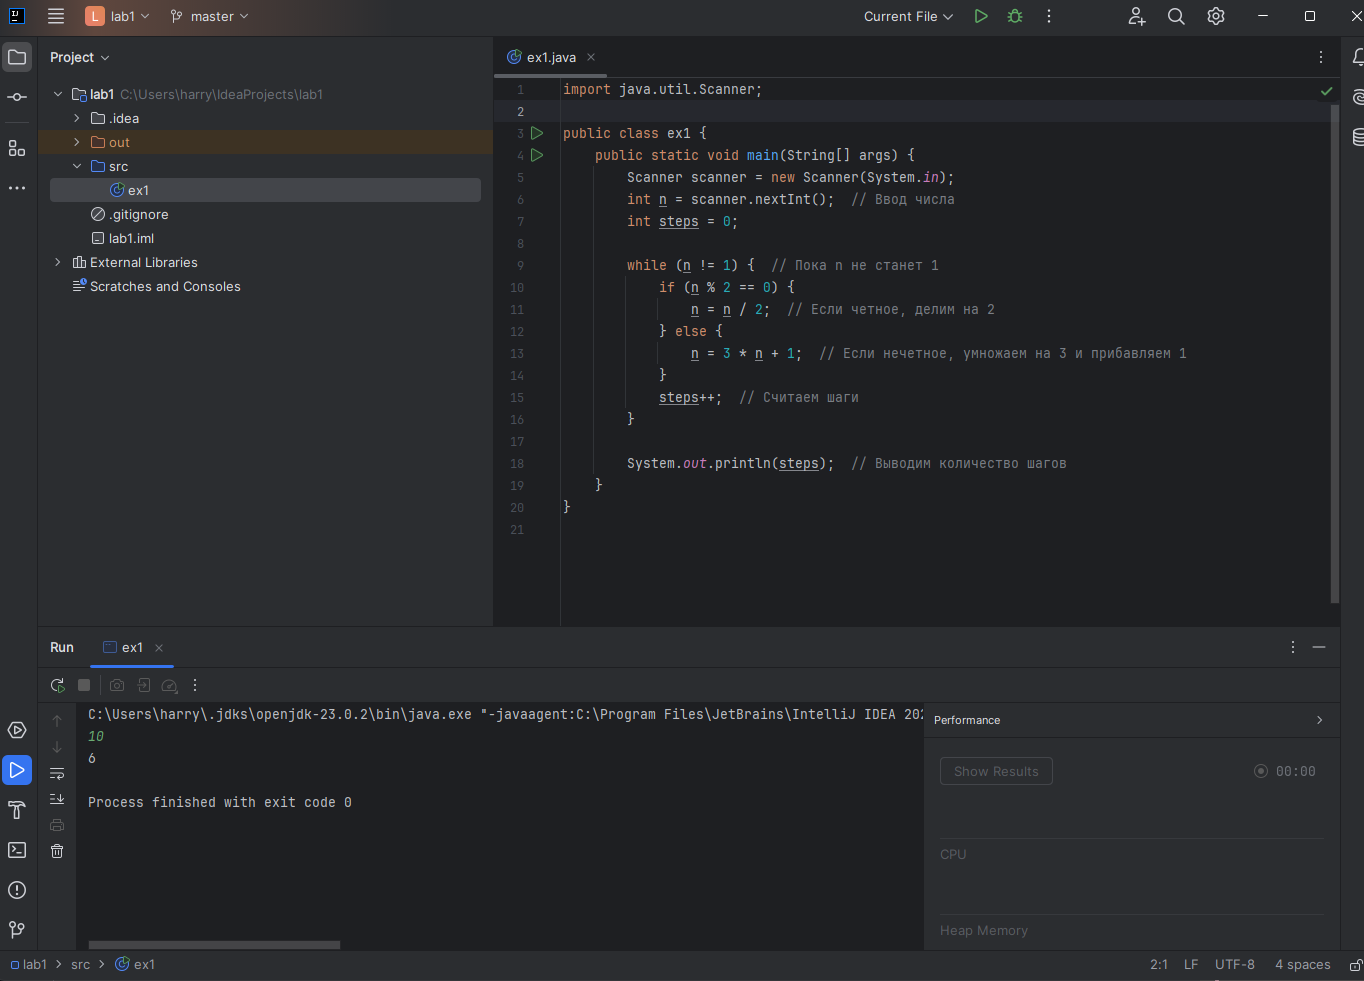 L lab1 master Current File
Project
ex1.java
lab1 C:\Users\harry\IdeaProjects\lab1
.idea
out
src
ex1
.gitignore
lab1.iml
External Libraries
Scratches and Consoles
1 import java.util.Scanner;
2
3 public class ex1 {
4 public static void main(String[] args) {
5 Scanner scanner = new Scanner(System.in);
6 int n = scanner.nextInt(); // Ввод числа
7 int steps = 0;
8
9 while (n != 1) { // Пока n не станет 1
10 if (n % 2 == 0) {
11 n = n / 2; // Если четное, делим на 2
12 } else {
13 n = 3 * n + 1; // Если нечетное, умножаем на 3 и прибавляем 1
14 }
15 steps++; // Считаем шаги
16 }
17
18 System.out.println(steps); // Выводим количество шагов
19 }
20 }
21
Run ex1
C:\Users\harry\.jdks\openjdk-23.0.2\bin\java.exe "-javaagent:C:\Program Files\JetBrains\IntelliJ IDEA 202
10
6
Process finished with exit code 0
Performance
Show Results 00:00
CPU
Heap Memory
lab1 src ex1 2:1 LF UTF-8 4 spaces